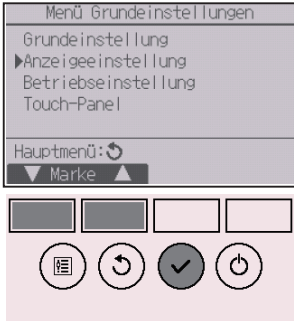 Menü Grundeinstellungen
Grundeinstellung
▶Anzeigeeinstellung
Betriebseinstellung
Touch-Panel
Hauptmenü:
▼ Marke ▲